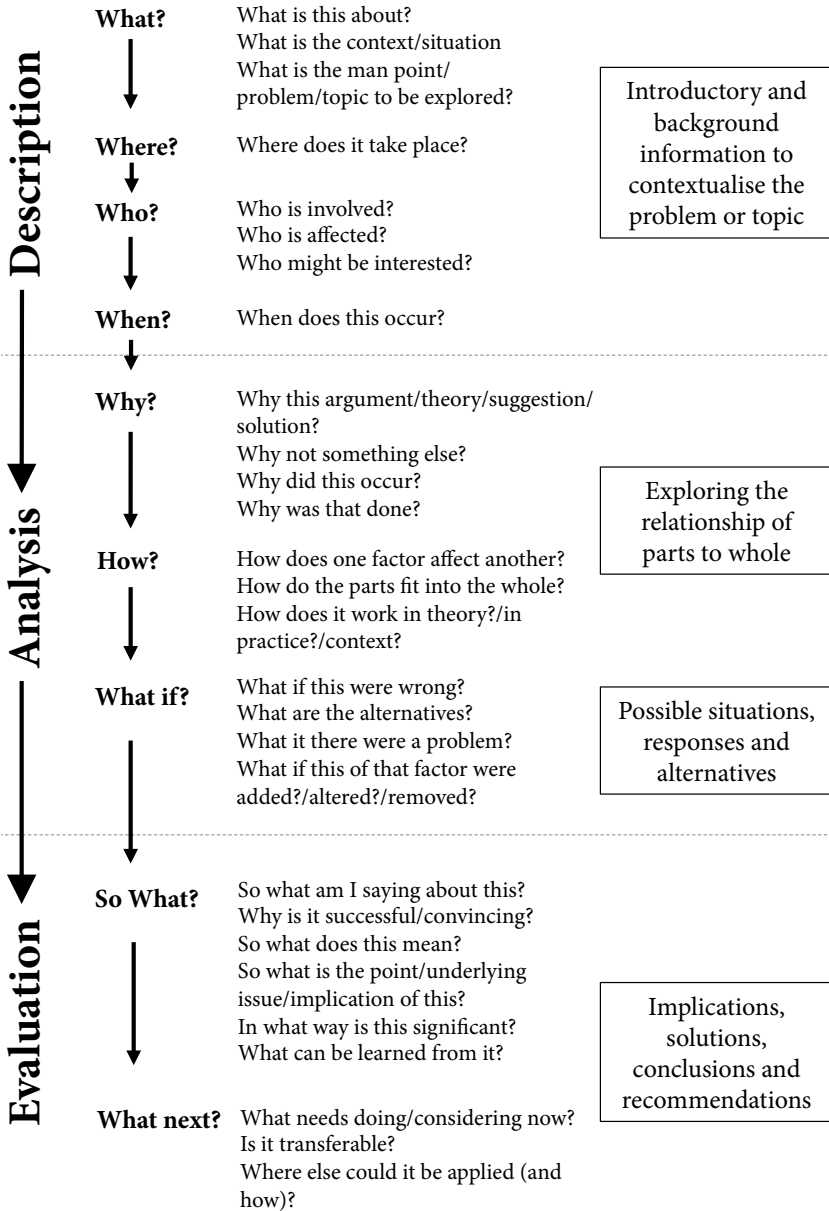 Description
What?
What is this about?
What is the context/situation
What is the man point/
problem/topic to be explored?
Where?
Where does it take place?
Who?
Who is involved?
Who is affected?
Who might be interested?
When?
When does this occur?
Introductory and
background
information to
contextualise the
problem or topic
Analysis
Why?
Why this argument/theory/suggestion/
solution?
Why not something else?
Why did this occur?
Why was that done?
How?
How does one factor affect another?
How do the parts fit into the whole?
How does it work in theory?/in
practice?/context?
Exploring the
relationship of
parts to whole
What if?
What if this were wrong?
What are the alternatives?
What it there were a problem?
What if this of that factor were
added?/altered?/removed?
Possible situations,
responses and
alternatives
Evaluation
So What?
So what am I saying about this?
Why is it successful/convincing?
So what does this mean?
So what is the point/underlying
issue/implication of this?
In what way is this significant?
What can be learned from it?
What next?
What needs doing/considering now?
Is it transferable?
Where else could it be applied (and
how)?
Implications,
solutions,
conclusions and
recommendations